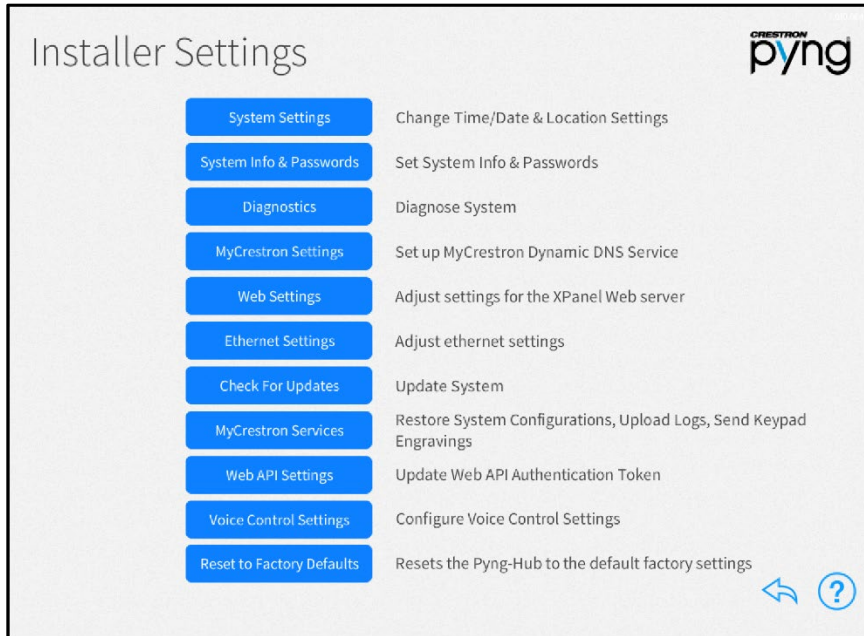 Installer Settings
CRESTRON
pyng
System Settings Change Time/Date & Location Settings
System Info & Passwords Set System Info & Passwords
Diagnostics Diagnose System
MyCrestron Settings Set up MyCrestron Dynamic DNS Service
Web Settings Adjust settings for the XPanel Web server
Ethernet Settings Adjust ethernet settings
Check For Updates Update System
MyCrestron Services Restore System Configurations, Upload Logs, Send Keypad
Engravings
Web API Settings Update Web API Authentication Token
Voice Control Settings Configure Voice Control Settings
Reset to Factory Defaults Resets the Pyng-Hub to the default factory settings
?